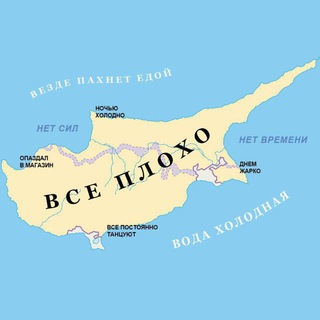 ВЕЗДЕ ПАХНЕТ ЕДОЙ
НОЧЬЮ
ХОЛОДНО
НЕТ СИЛ
НЕТ ВРЕМЕНИ
ОПАЗДАЛ
В МАГАЗИН
ВСЕ ПЛОХО
ДНЕМ
ЖАРКО
ВСЕ ПОСТОЯННО
ТАНЦУЮТ
ВОДА ХОЛОДНАЯ